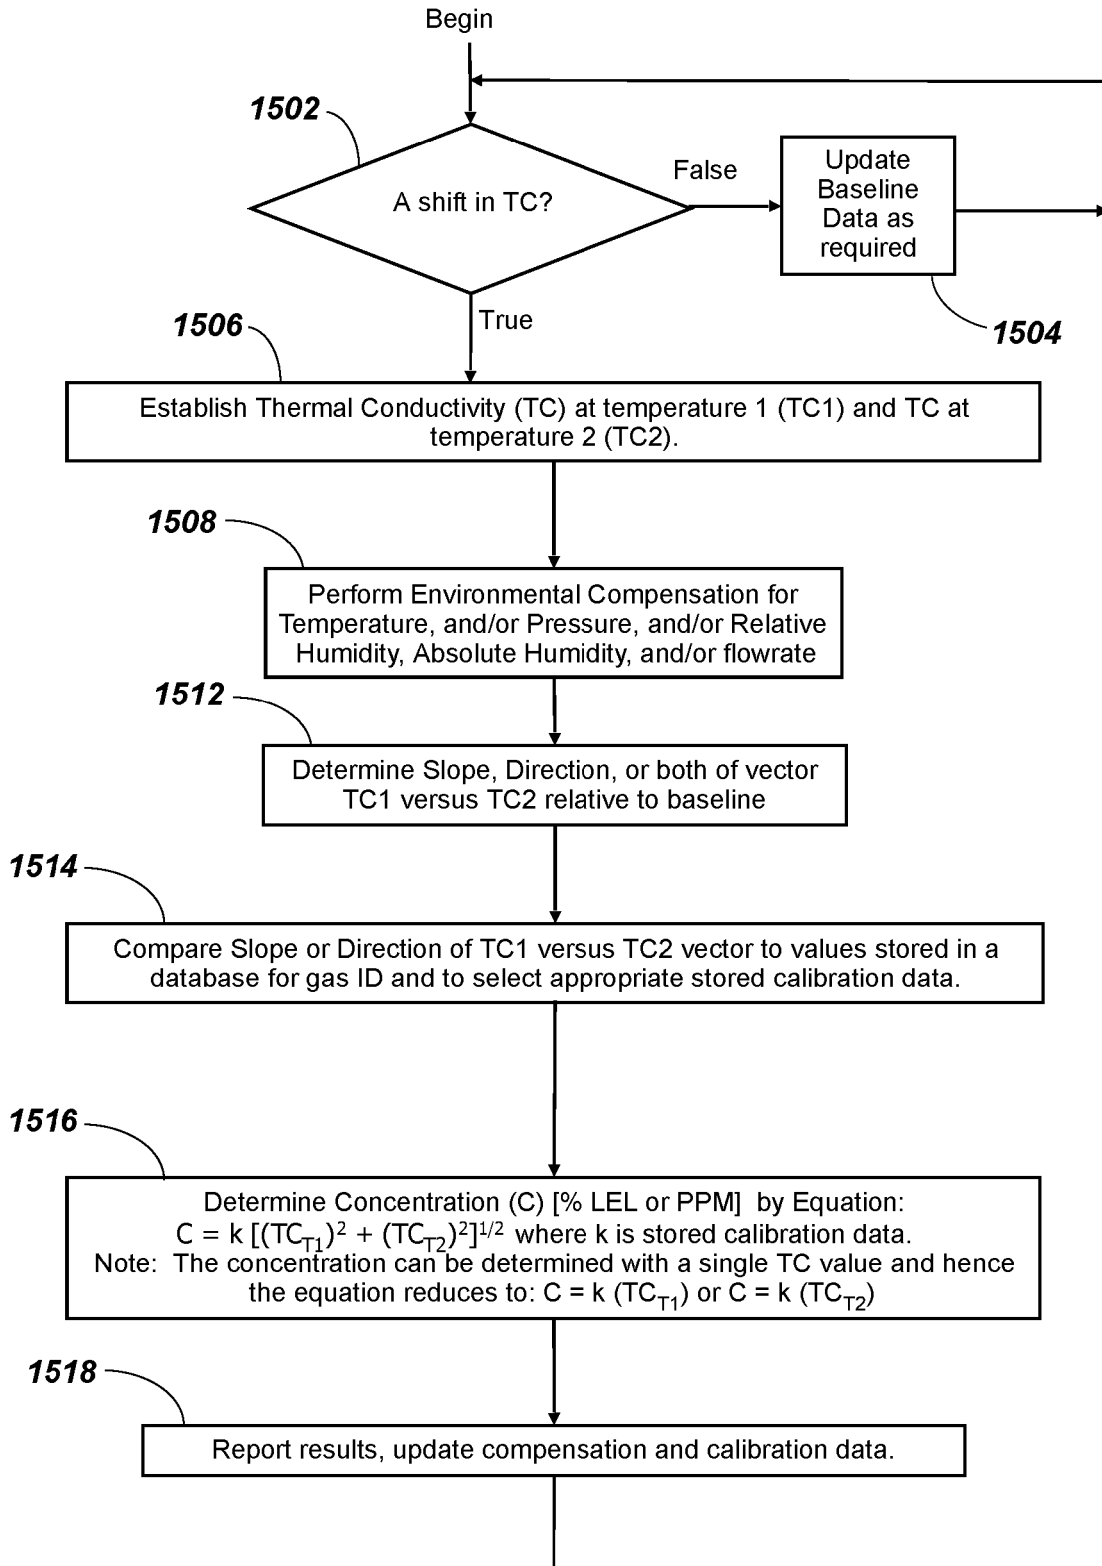 Begin
1502
A shift in TC?
False
Update
Baseline
Data as
required
1504
True
1506
Establish Thermal Conductivity (TC) at temperature 1 (TC1) and TC at
temperature 2 (TC2).
1508
Perform Environmental Compensation for
Temperature, and/or Pressure, and/or Relative
Humidity, Absolute Humidity, and/or flowrate
1512
Determine Slope, Direction, or both of vector
TC1 versus TC2 relative to baseline
1514
Compare Slope or Direction of TC1 versus TC2 vector to values stored in a
database for gas ID and to select appropriate stored calibration data.
1516
Determine Concentration (C) [% LEL or PPM] by Equation:
C = k [(TC_T1)^2 + (TC_T2)^2]^1/2 where k is stored calibration data.
Note: The concentration can be determined with a single TC value and hence
the equation reduces to: C = k (TC_T1) or C = k (TC_T2)
1518
Report results, update compensation and calibration data.